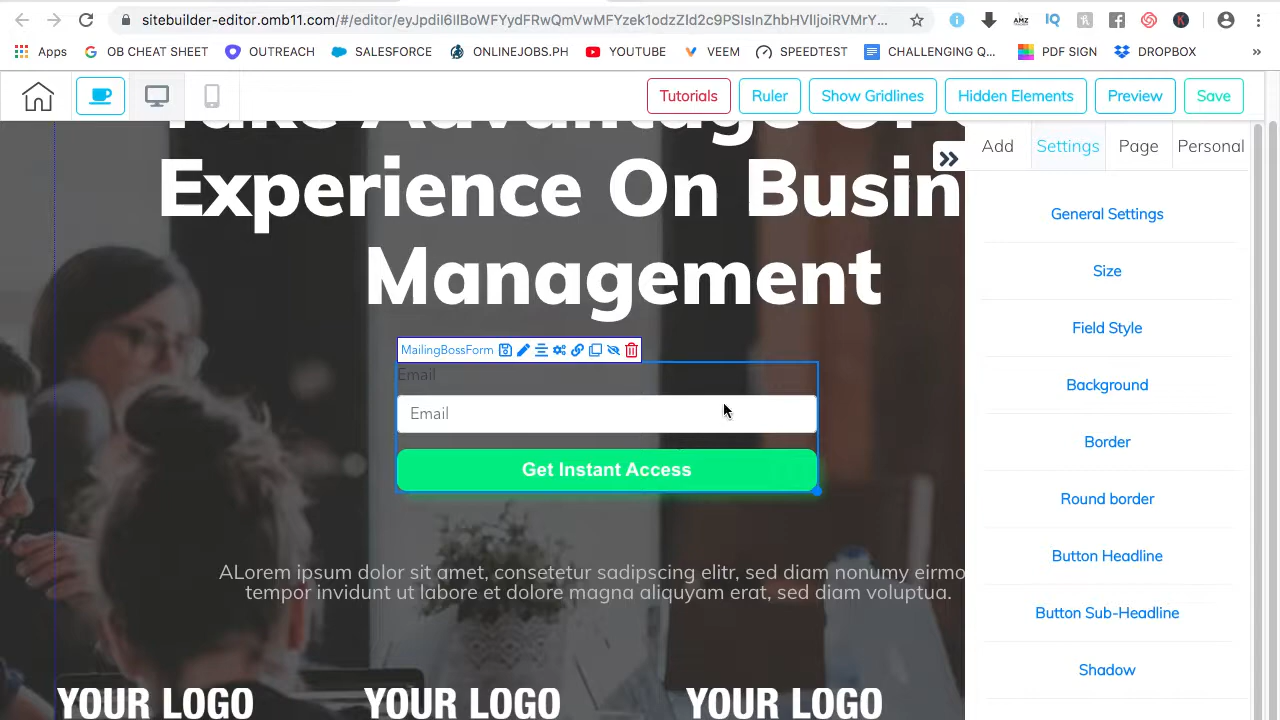 sitebuilder-editor.omb11.com/#/editor/eyJpdiI6IlBoWFYydFRwQmVwMFYzek1odzZId2c9PSIsnZhbHVlIjoiRVMrY...
Apps OB CHEAT SHEET OUTREACH SALESFORCE ONLINEJOBS.PH YOUTUBE VEEM SPEEDTEST CHALLENGING Q... PDF SIGN DROPBOX »
Tutorials Ruler Show Gridlines Hidden Elements Preview Save
Add Settings Page Personal
Take Advantage Of
Experience On Busin
Management
MailingBossForm
Email
Email
Get Instant Access
ALorem ipsum dolor sit amet, consetetur sadipscing elitr, sed diam nonumy eirmo
tempor invidunt ut labore et dolore magna aliquyam erat, sed diam voluptua.
YOUR LOGO YOUR LOGO YOUR LOGO
General Settings
Size
Field Style
Background
Border
Round border
Button Headline
Button Sub-Headline
Shadow